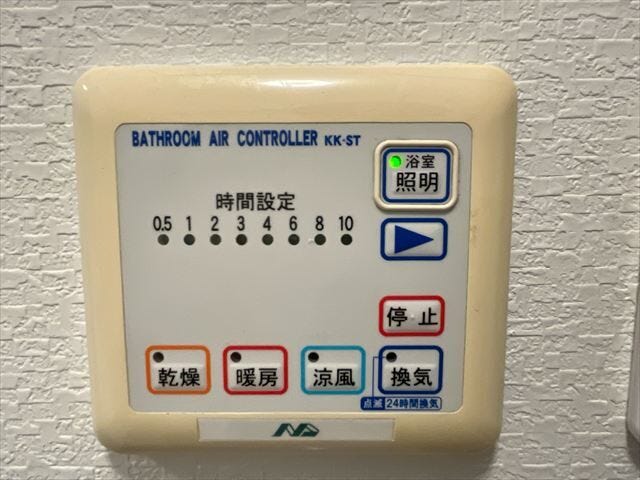 BATHROOM AIR CONTROLLER KK-ST
浴室
照明
時間設定
0.5 1 2 3 4 6 8 10
停止
乾燥 暖房 涼風 換気
点滅 24時間換気